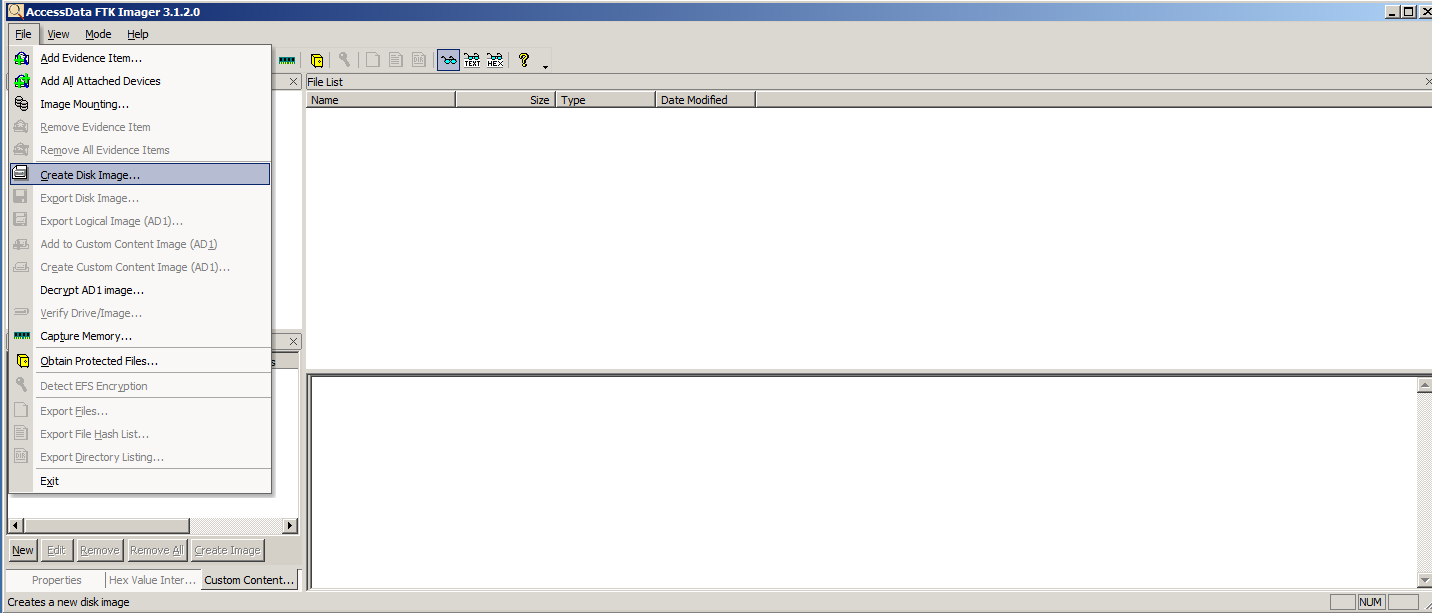 AccessData FTK Imager 3.1.2.0
File View Mode Help
Add Evidence Item...
Add All Attached Devices
Image Mounting...
Remove Evidence Item
Remove All Evidence Items
Create Disk Image...
Export Disk Image...
Export Logical Image (AD1)...
Add to Custom Content Image (AD1)
Create Custom Content Image (AD1)...
Decrypt AD1 image...
Verify Drive/Image...
Capture Memory...
Obtain Protected Files...
Detect EFS Encryption
Export Files...
Export File Hash List...
Export Directory Listing...
Exit
TEXT HEX
File List
Name Size Type Date Modified
s
New Edit Remove Remove All Create Image
Properties Hex Value Inter... Custom Content...
Creates a new disk image
NUM